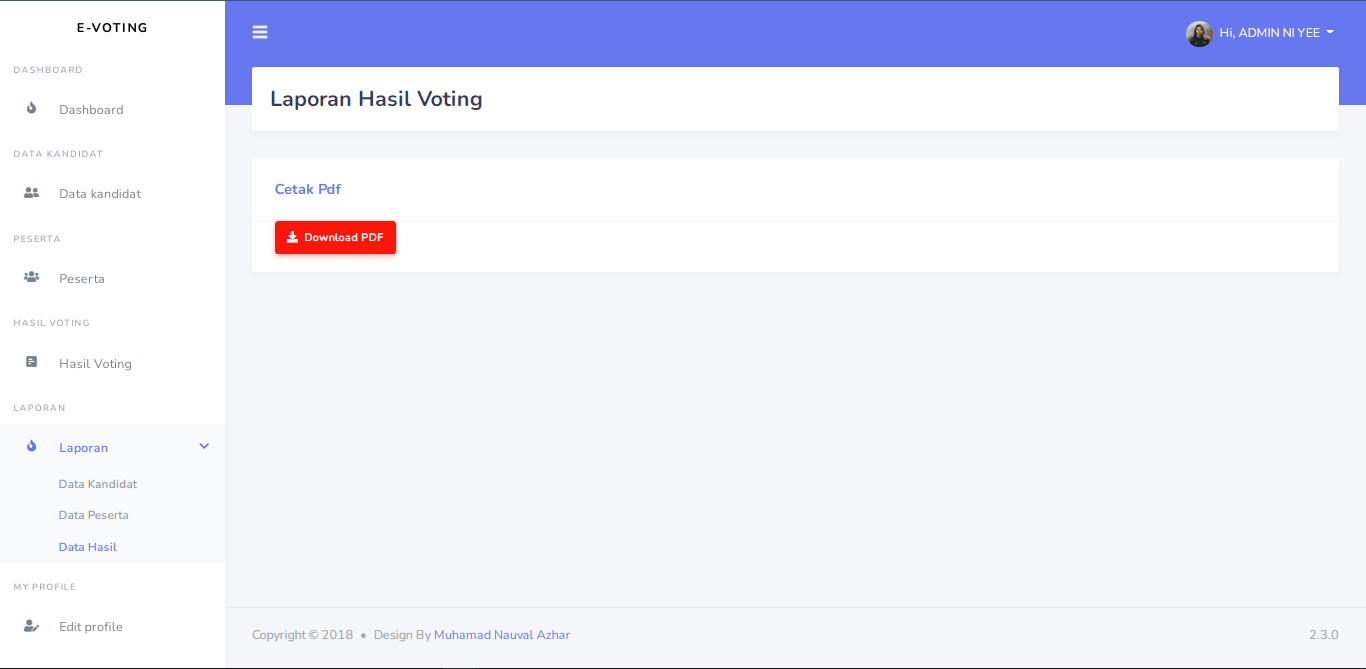 E-VOTING
Hi, ADMIN NI YEE
DASHBOARD
Dashboard
DATA KANDIDAT
Data kandidat
PESERTA
Peserta
HASIL VOTING
Hasil Voting
LAPORAN
Laporan
Data Kandidat
Data Peserta
Data Hasil
MY PROFILE
Edit profile
Laporan Hasil Voting
Cetak Pdf
Download PDF
Copyright © 2018 • Design By Muhamad Nauval Azhar
2.3.0